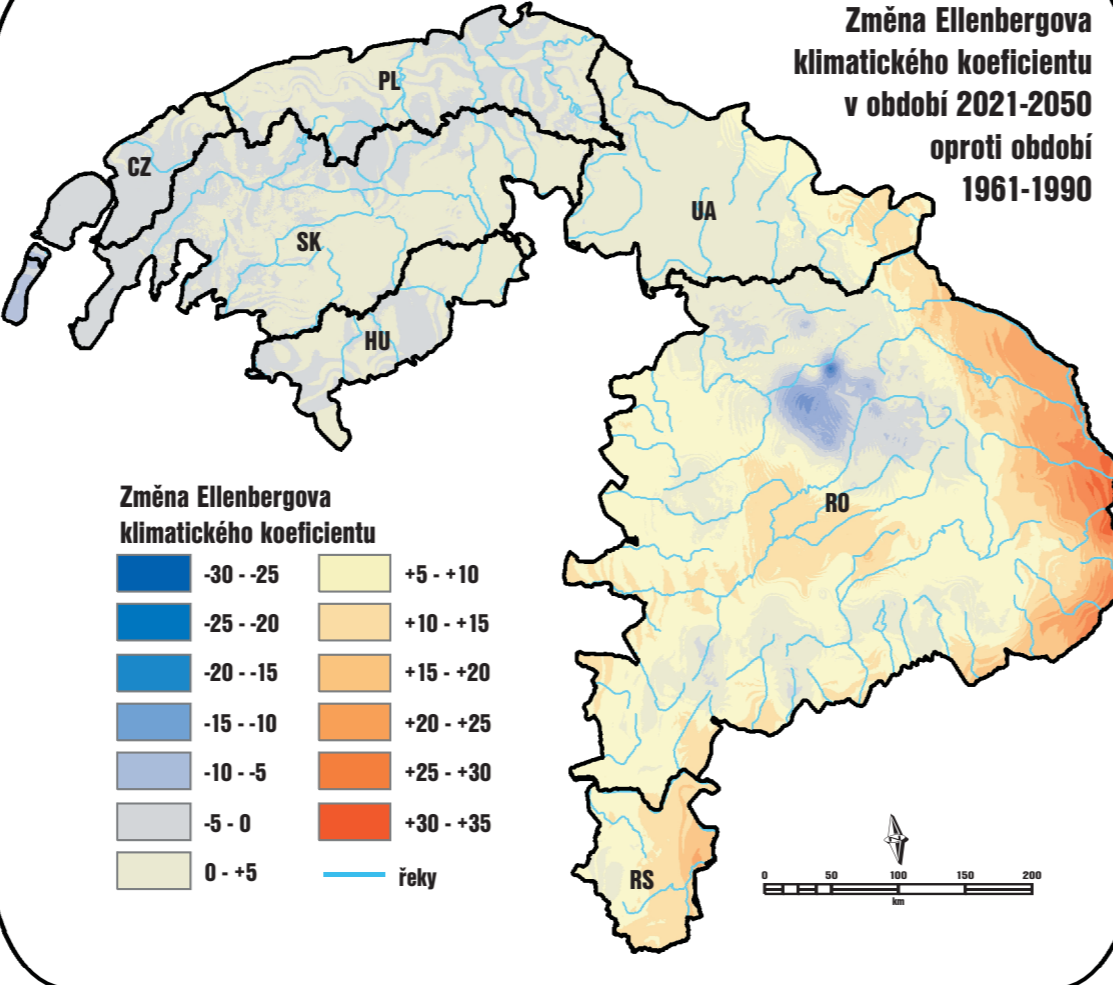 Změna Ellenbergova
klimatického koeficientu
v období 2021-2050
oproti období
1961-1990
PL
CZ
SK
UA
HU
RO
RS
Změna Ellenbergova
klimatického koeficientu
-30 - -25
-25 - -20
-20 - -15
-15 - -10
-10 - -5
-5 - 0
0 - +5
+5 - +10
+10 - +15
+15 - +20
+20 - +25
+25 - +30
+30 - +35
řeky
0 50 100 150 200
km